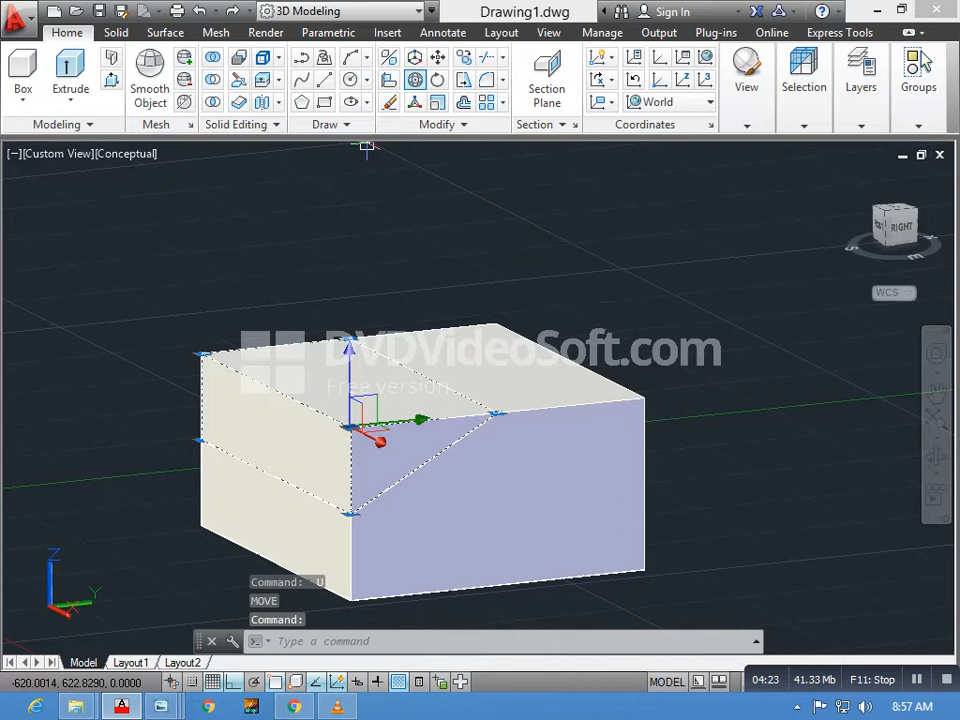 3D Modeling
Drawing1.dwg
Sign In
Home
Solid
Surface
Mesh
Render
Parametric
Insert
Annotate
Layout
View
Manage
Output
Plug-ins
Online
Express Tools
Box
Extrude
Smooth
Object
Section
Plane
World
View
Selection
Layers
Groups
Modeling
Mesh
Solid Editing
Draw
Modify
Section
Coordinates
[−][Custom View][Conceptual]
RIGHT
S
E
WCS
DVDVideoSoft.com
Free version
Z
Y
X
Command: U
MOVE
Command:
Type a command
Model
Layout1
Layout2
-620.0014, 622.8290, 0.0000
MODEL
04:23
41.33 Mb
F11: Stop
8:57 AM